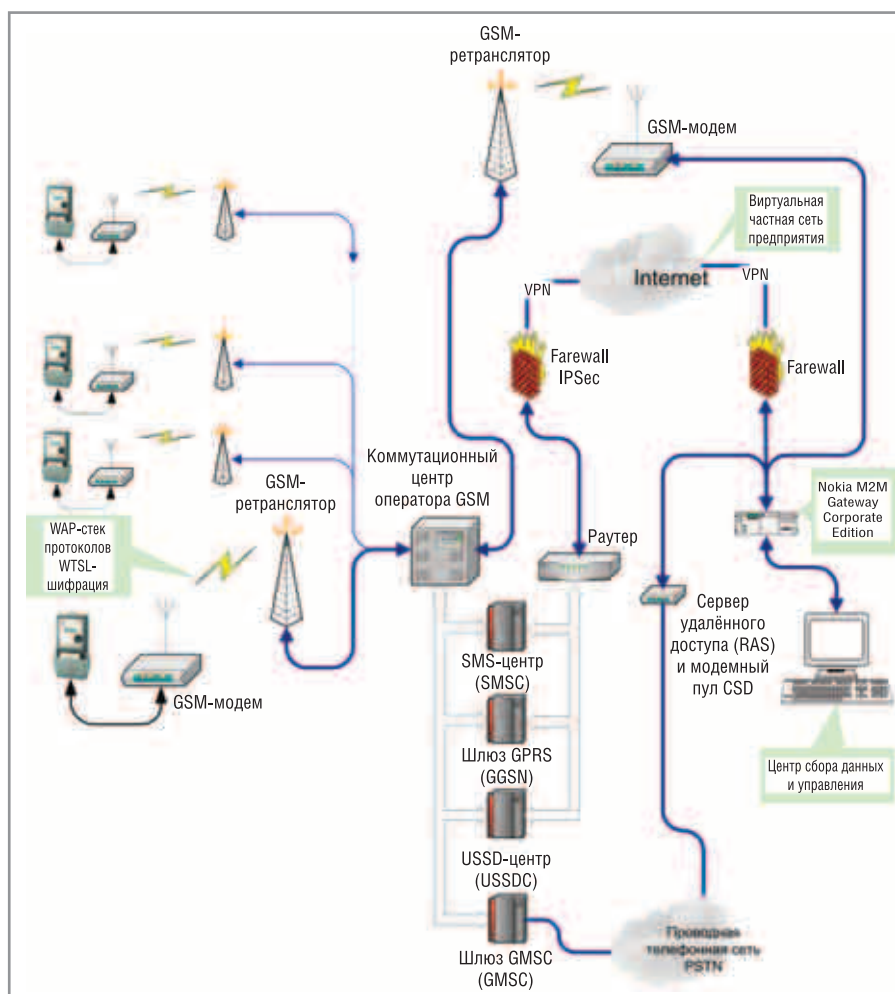 GSM-
ретранслятор
GSM-модем
Виртуальная
частная сеть
предприятия
Internet
VPN
VPN
Farewall
IPSec
Farewall
Коммутационный
центр
оператора GSM
GSM-
ретранслятор
WAP-стек
протоколов
WTSL-
шифрация
GSM-модем
Раутер
Nokia M2M
Gateway
Corporate
Edition
Сервер
удалённого
доступа (RAS)
и модемный
пул CSD
SMS-центр
(SMSC)
Шлюз GPRS
(GGSN)
Центр сбора данных
и управления
USSD-центр
(USSDC)
Шлюз GMSC
(GMSC)
Проводная
телефонная сеть
PSTN